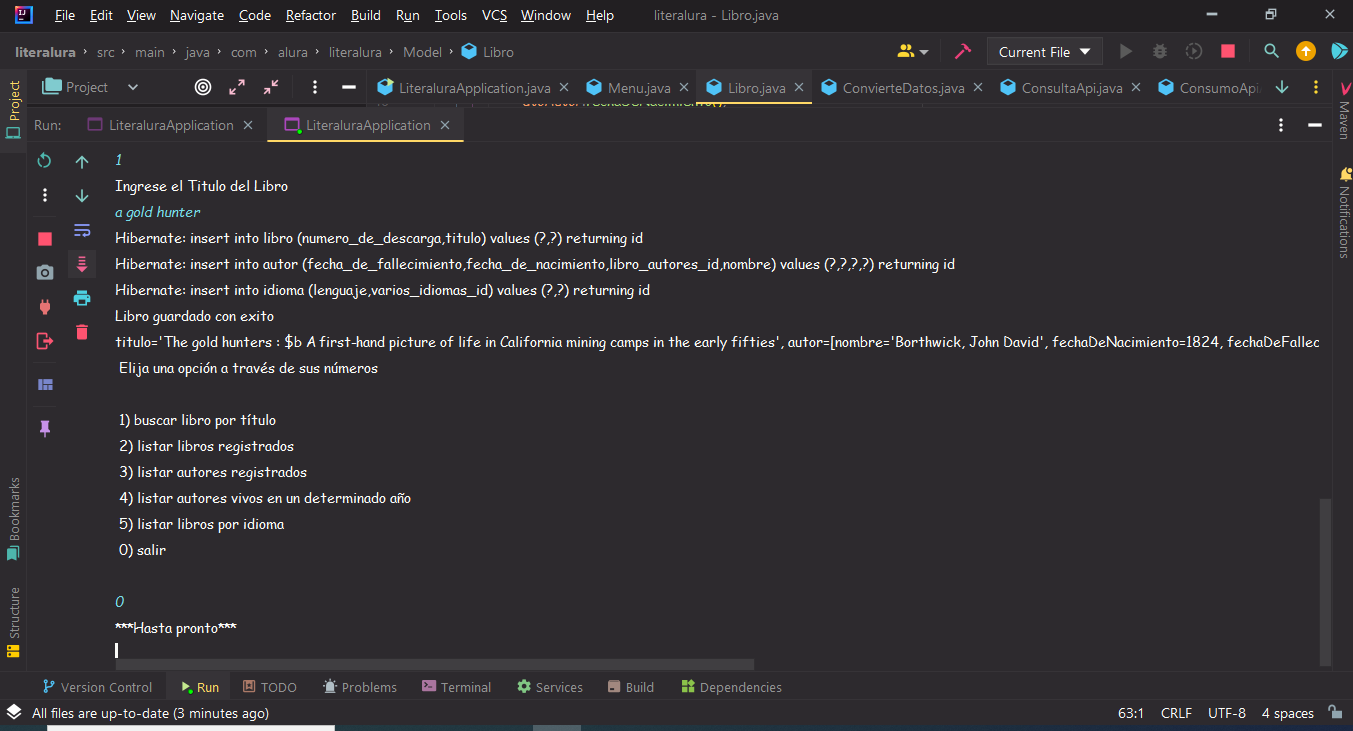 File Edit View Navigate Code Refactor Build Run Tools VCS Window Help literalura - Libro.java
literalura › src › main › java › com › alura › literalura › Model › Libro
Current File
Project
LiteraluraApplication.java
Menu.java
Libro.java
ConvierteDatos.java
ConsultaApi.java
ConsumoApi
Run: LiteraluraApplication LiteraluraApplication
1
Ingrese el Titulo del Libro
a gold hunter
Hibernate: insert into libro (numero_de_descarga,titulo) values (?,?) returning id
Hibernate: insert into autor (fecha_de_fallecimiento,fecha_de_nacimiento,libro_autores_id,nombre) values (?,?,?,?) returning id
Hibernate: insert into idioma (lenguaje,varios_idiomas_id) values (?,?) returning id
Libro guardado con exito
titulo='The gold hunters : $b A first-hand picture of life in California mining camps in the early fifties', autor=[nombre='Borthwick, John David', fechaDeNacimiento=1824, fechaDeFallec
Elija una opción a través de sus números
1) buscar libro por título
2) listar libros registrados
3) listar autores registrados
4) listar autores vivos en un determinado año
5) listar libros por idioma
0) salir
0
***Hasta pronto***
Project
Bookmarks
Structure
Maven
Notifications
Version Control Run TODO Problems Terminal Services Build Dependencies
All files are up-to-date (3 minutes ago) 63:1 CRLF UTF-8 4 spaces